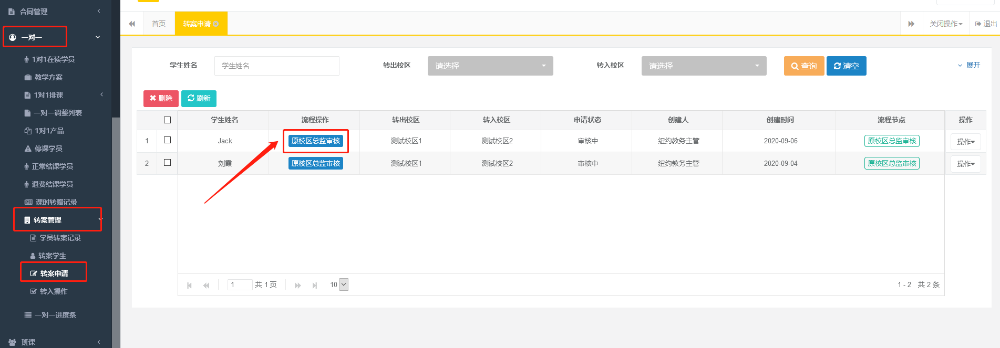 合同管理
一对一
1对1在读学员
教学方案
1对1排课
一对一调整列表
1对1产品
停课学员
正常结课学员
退费结课学员
课时转赠记录
转案管理
学员转案记录
转案学生
转案申请
转入操作
一对一进度条
班课
首页 转案申请 关闭操作 退出
学生姓名 学生姓名 转出校区 请选择 转入校区 请选择 查询 清空 展开
删除 刷新
学生姓名 流程操作 转出校区 转入校区 申请状态 创建人 创建时间 流程节点 操作
1 Jack 原校区总监审核 测试校区1 测试校区2 审核中 纽约教务主管 2020-09-06 原校区总监审核 操作
2 刘霞 原校区总监审核 测试校区1 测试校区2 审核中 纽约教务主管 2020-09-04 原校区总监审核 操作
1 共 1 页 10 1 - 2 共 2 条